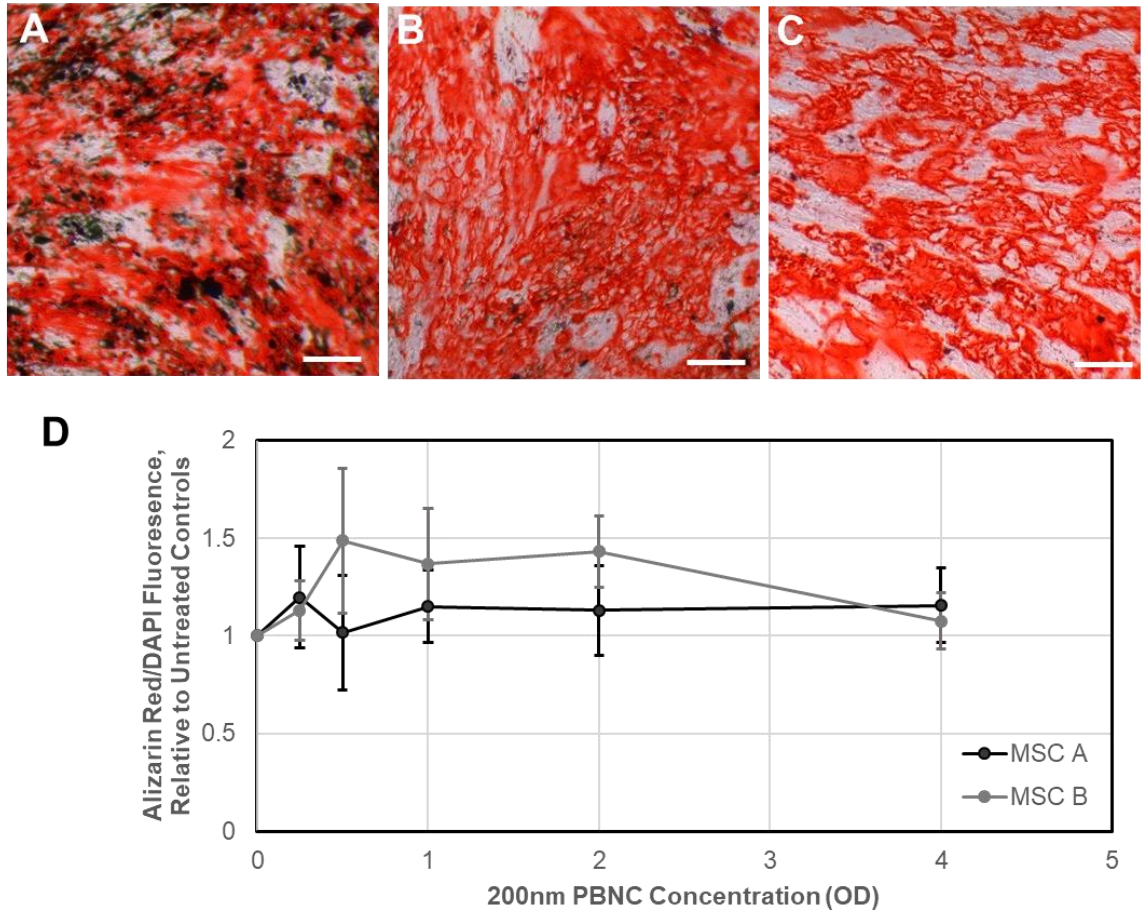 A
B
C
D
Alizarin Red/DAPI Fluoresence,
Relative to Untreated Controls
2
1.5
1
0.5
0
MSC A
MSC B
0 1 2 3 4 5
200nm PBNC Concentration (OD)